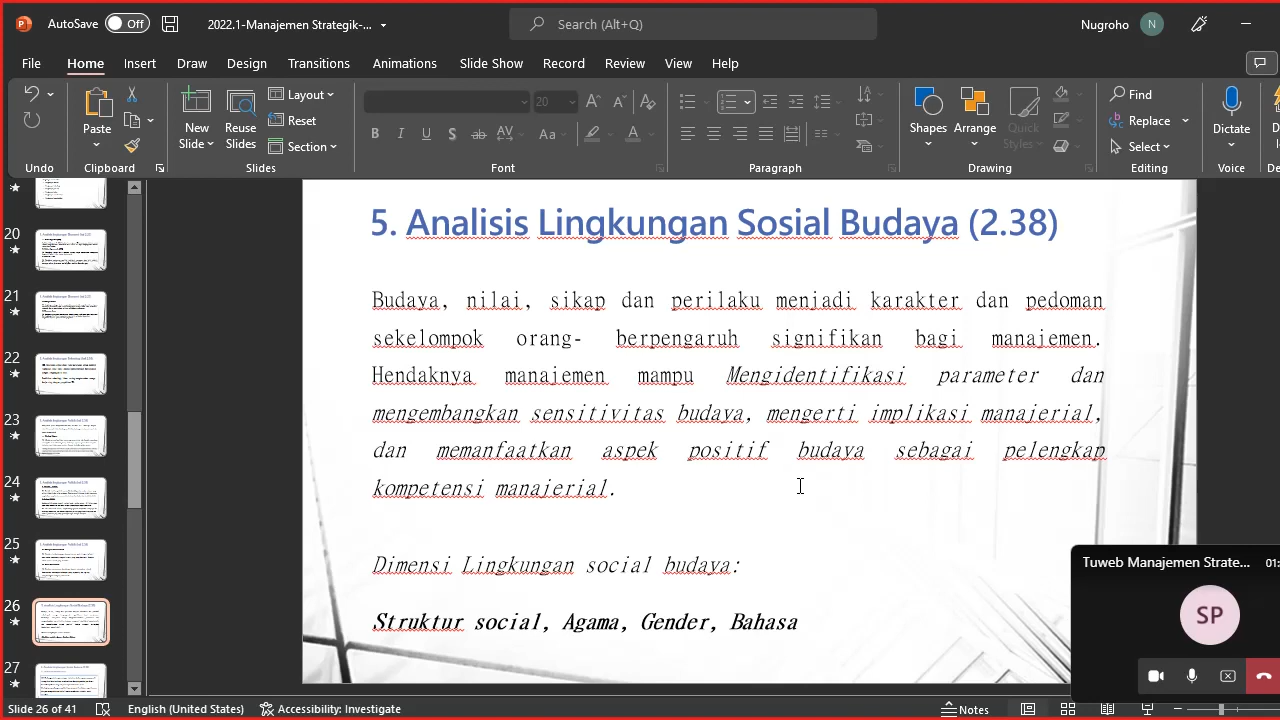 AutoSave Off 2022.1-Manajemen Strategik-... Search (Alt+Q) Nugroho N
File Home Insert Draw Design Transitions Animations Slide Show Record Review View Help
Paste
New Slide
Reuse Slides
Layout
Reset
Section
20
Aa
Shapes
Arrange
Quick Styles
Find
Replace
Select
Dictate
Undo Clipboard Slides Font Paragraph Drawing Editing Voice
20
21
22
23
24
25
26
27
5. Analisis Lingkungan Sosial Budaya (2.38)
Budaya, nilai, sikap dan perilaku menjadi karakter dan pedoman
sekelompok orang- berpengaruh signifikan bagi manajemen.
Hendaknya manajemen mampu Mengidentifikasi parameter dan
mengembangkan sensitivitas budaya, mengerti implikasi manajerial,
dan memanfaatkan aspek positif budaya sebagai pelengkap
kompetensi manajerial.
Dimensi Lingkungan social budaya:
Struktur social, Agama, Gender, Bahasa
Tuweb Manajemen Strate... 01:
SP
Slide 26 of 41 English (United States) Accessibility: Investigate Notes